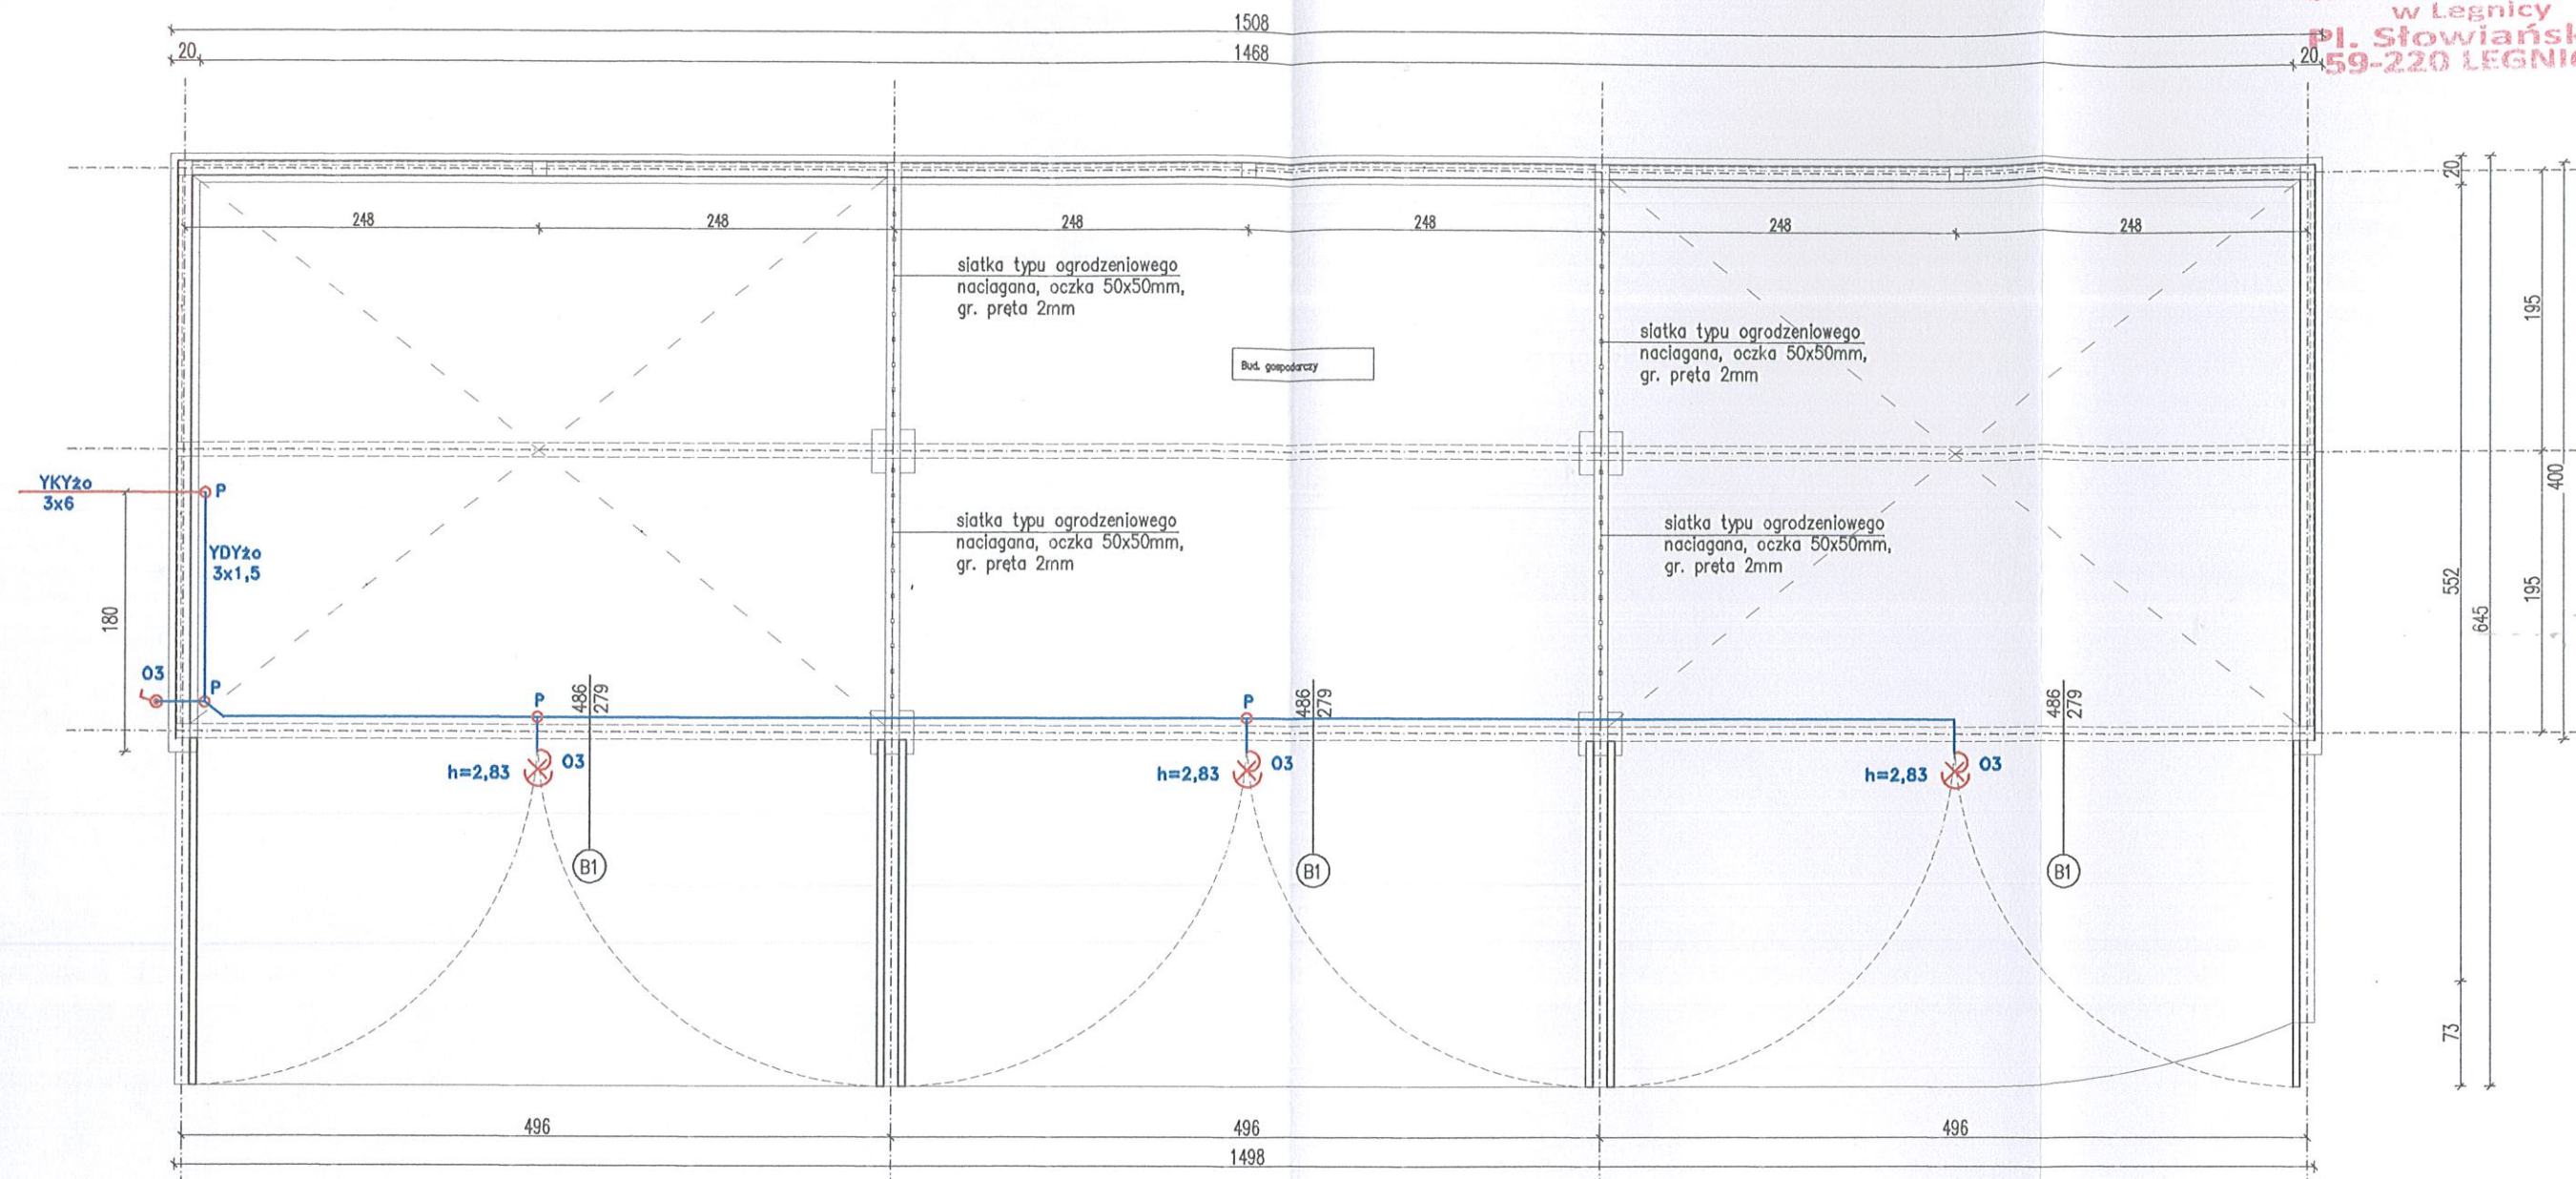 1508
w Legnicy
20
1468
20
Pl. Słowiańsk
59-220 LEGNI
248
248
248
248
248
248
20
siatka typu ogrodzeniowego
naciagana, oczka 50x50mm,
gr. pręta 2mm
siatka typu ogrodzeniowego
naciagana, oczka 50x50mm,
gr. pręta 2mm
195
Bud. gospodarczy
YKYżo
3x6
P
400
siatka typu ogrodzeniowego
naciagana, oczka 50x50mm,
gr. pręta 2mm
siatka typu ogrodzeniowego
naciagana, oczka 50x50mm,
gr. pręta 2mm
YDYżo
3x1,5
180
552
645
195
O3
P
P
486
279
P
486
279
486
279
h=2,83
O3
h=2,83
O3
h=2,83
O3
B1
B1
B1
73
496
496
496
1498